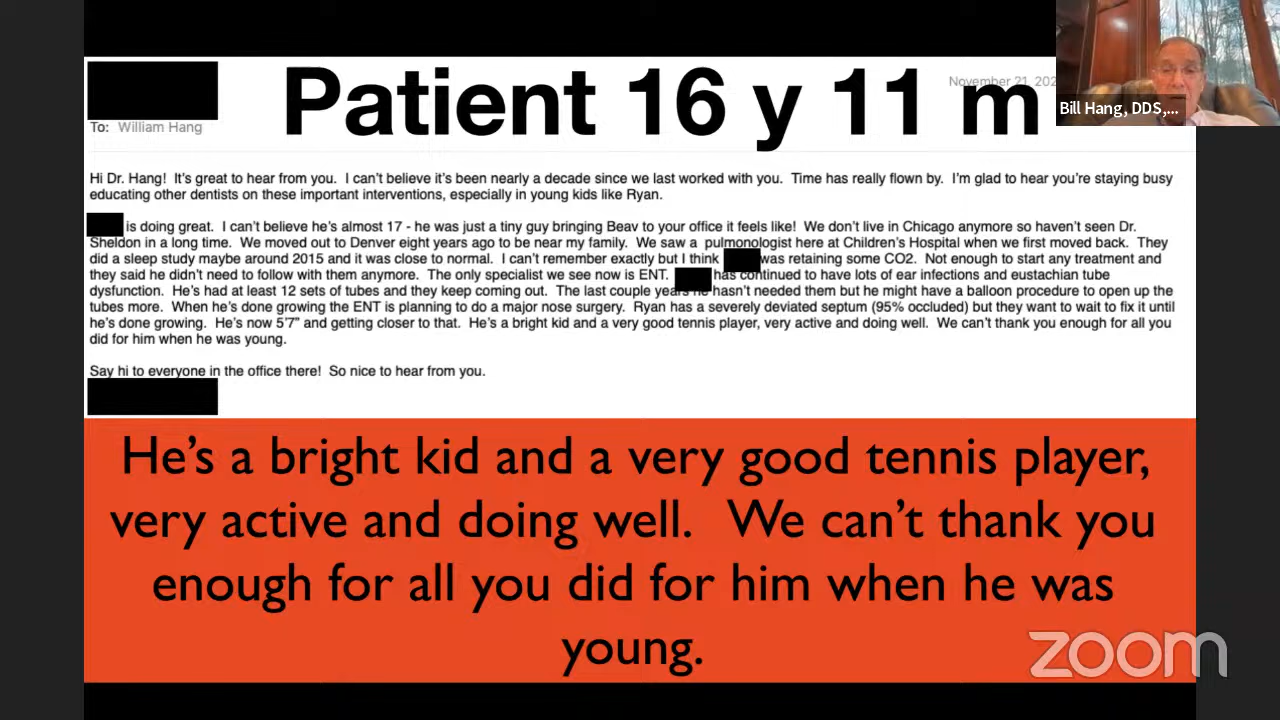 Patient 16 y 11 m
November 21, 202
Bill Hang, DDS,...
To: William Hang
Hi Dr. Hang! It's great to hear from you. I can't believe it's been nearly a decade since we last worked with you. Time has really flown by. I'm glad to hear you're staying busy
educating other dentists on these important interventions, especially in young kids like Ryan.
is doing great. I can't believe he's almost 17 - he was just a tiny guy bringing Beav to your office it feels like! We don't live in Chicago anymore so haven't seen Dr.
Sheldon in a long time. We moved out to Denver eight years ago to be near my family. We saw a pulmonologist here at Children's Hospital when we first moved back. They
did a sleep study maybe around 2015 and it was close to normal. I can't remember exactly but I think was retaining some CO2. Not enough to start any treatment and
they said he didn't need to follow with them anymore. The only specialist we see now is ENT. has continued to have lots of ear infections and eustachian tube
dysfunction. He's had at least 12 sets of tubes and they keep coming out. The last couple years he hasn't needed them but he might have a balloon procedure to open up the
tubes more. When he's done growing the ENT is planning to do a major nose surgery. Ryan has a severely deviated septum (95% occluded) but they want to wait to fix it until
he's done growing. He's now 5'7" and getting closer to that. He's a bright kid and a very good tennis player, very active and doing well. We can't thank you enough for all you
did for him when he was young.
Say hi to everyone in the office there! So nice to hear from you.
He's a bright kid and a very good tennis player,
very active and doing well. We can't thank you
enough for all you did for him when he was
young.
zoom